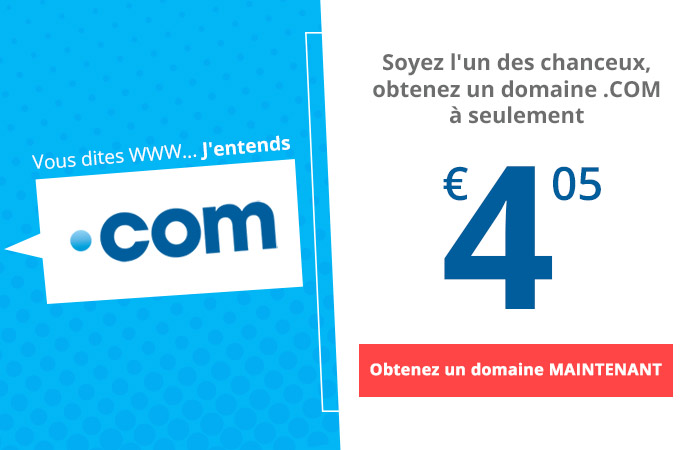 Vous dites WWW... J'entends
.com
Soyez l'un des chanceux,
obtenez un domaine .COM
à seulement
€4 05
Obtenez un domaine MAINTENANT